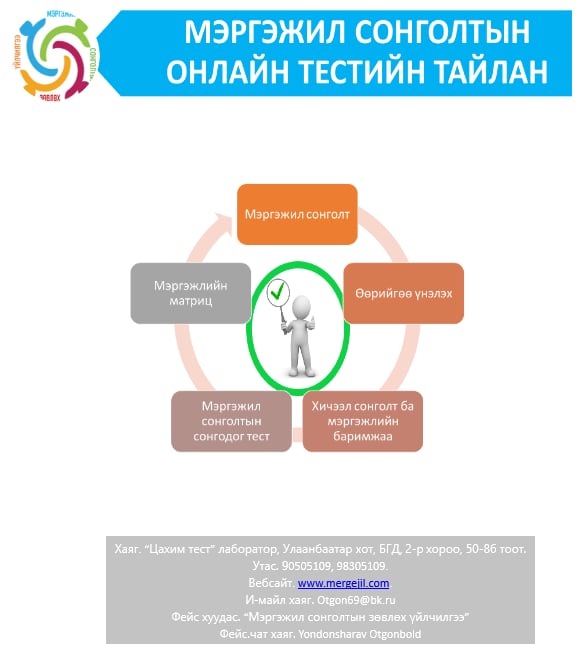 МЭРГЭЖИЛ
СОНГОЛТЫН
ЗӨВЛӨХ
ҮЙЛЧИЛГЭЭ
МЭРГЭЖИЛ СОНГОЛТЫН
ОНЛАЙН ТЕСТИЙН ТАЙЛАН
Мэргэжил сонголт
Өөрийгөө үнэлэх
Хичээл сонголт ба
мэргэжлийн
баримжаа
Мэргэжил
сонголтын
сонгодог тест
Мэргэжлийн
матриц
Хаяг. “Цахим тест” лаборатор, Улаанбаатар хот, БГД, 2-р хороо, 50-86 тоот.
Утас. 90505109, 98305109.
Вебсайт. www.mergejil.com
И-майл хаяг. Otgon69@bk.ru
Фейс хуудас. “Мэргэжил сонголтын зөвлөх үйлчилгээ”
Фейс.чат хаяг. Yondonsharav Otgonbold